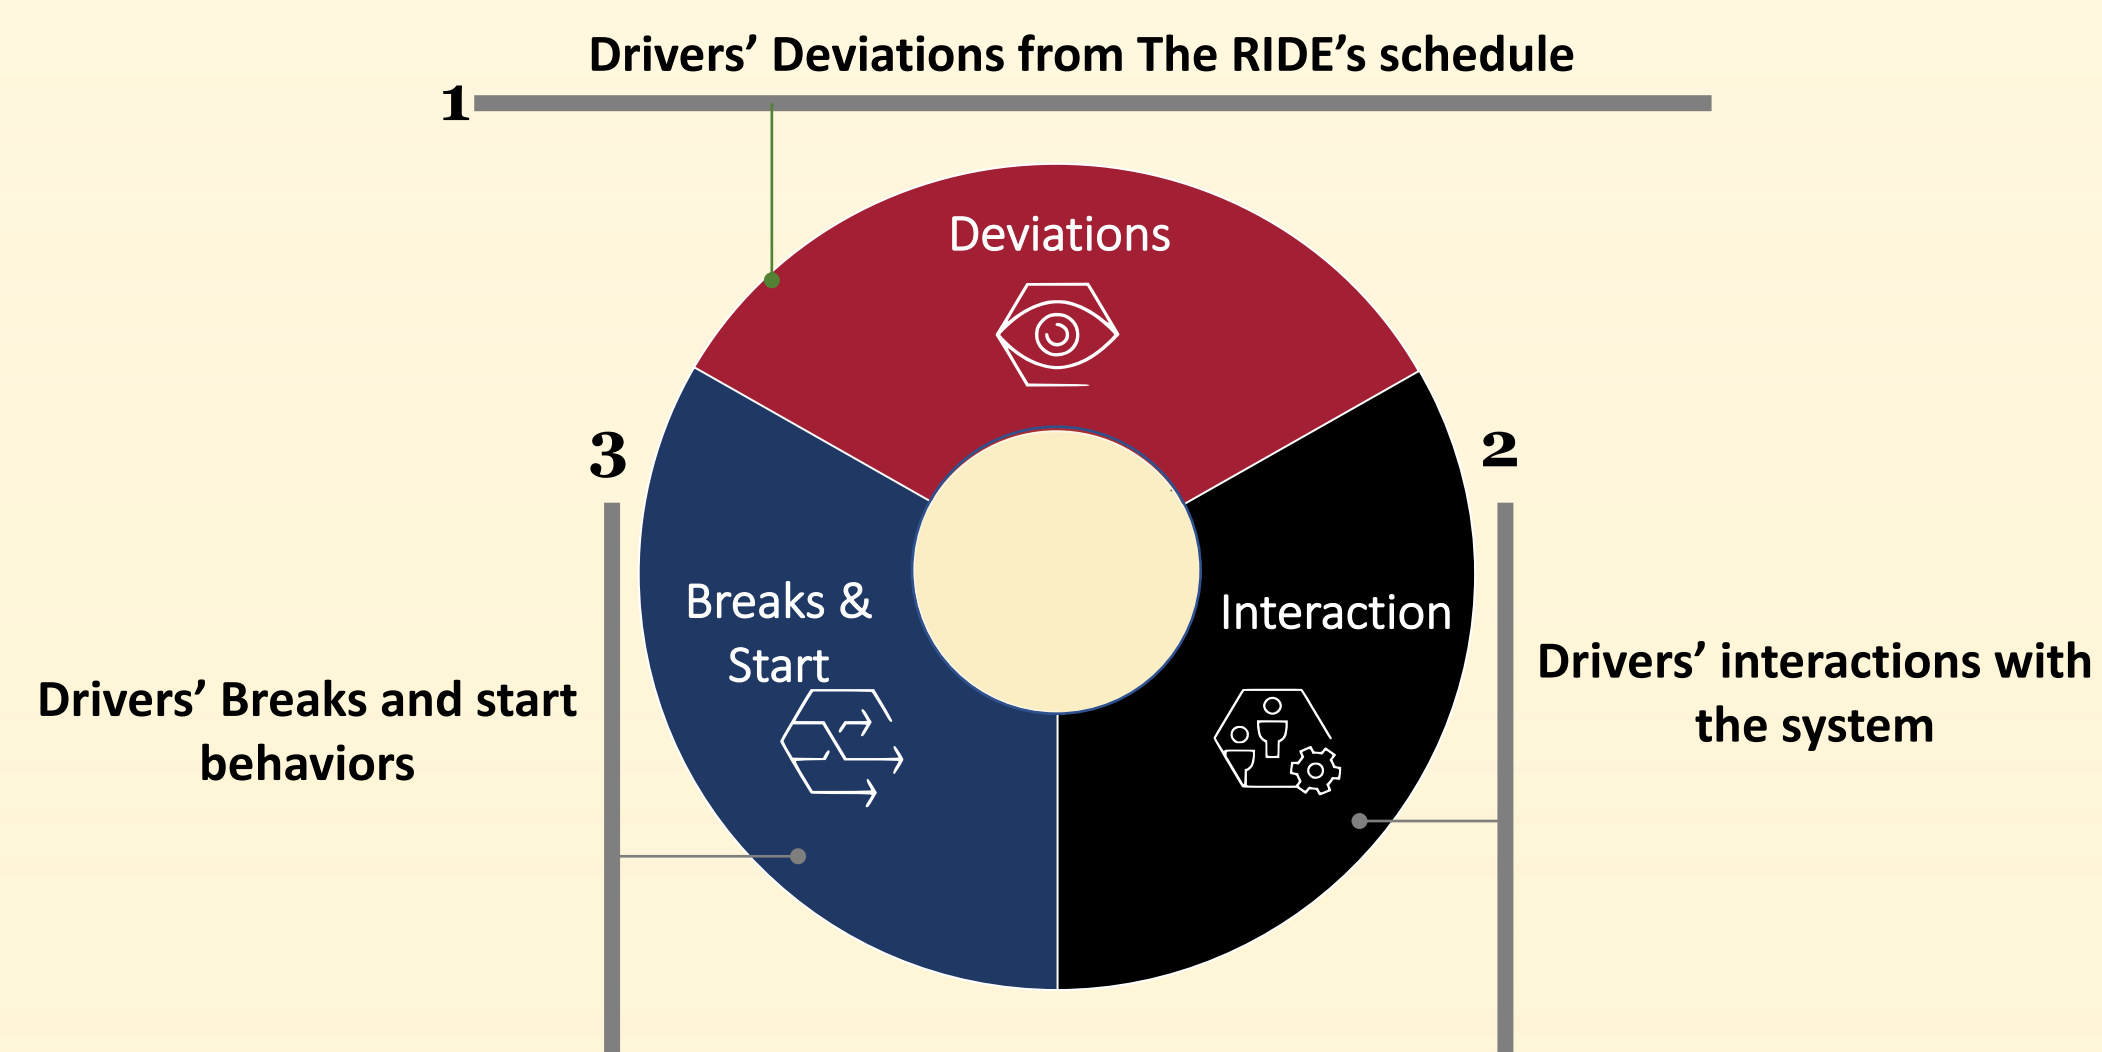 Drivers’ Deviations from The RIDE’s schedule
1
Deviations
3
2
Breaks &
Start
Interaction
Drivers’ Breaks and start
behaviors
Drivers’ interactions with
the system